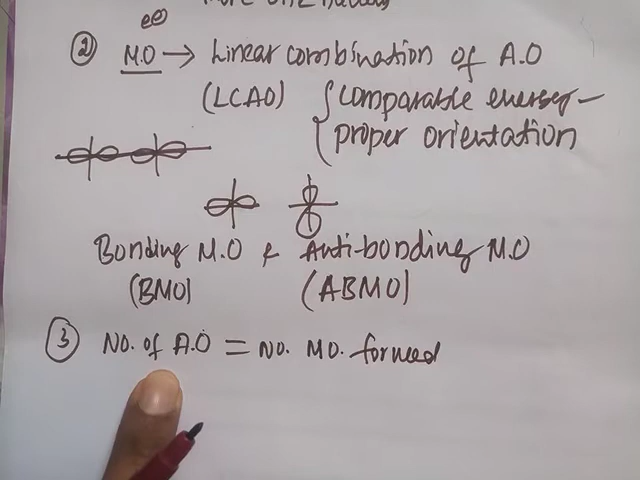 ② M.O → Linear combination of A.O
(LCAO) { comparable energy –
proper orientation
Bonding M.O & Anti-bonding M.O
(BMO) (ABMO)
③ No. of A.O = No. MO. formed